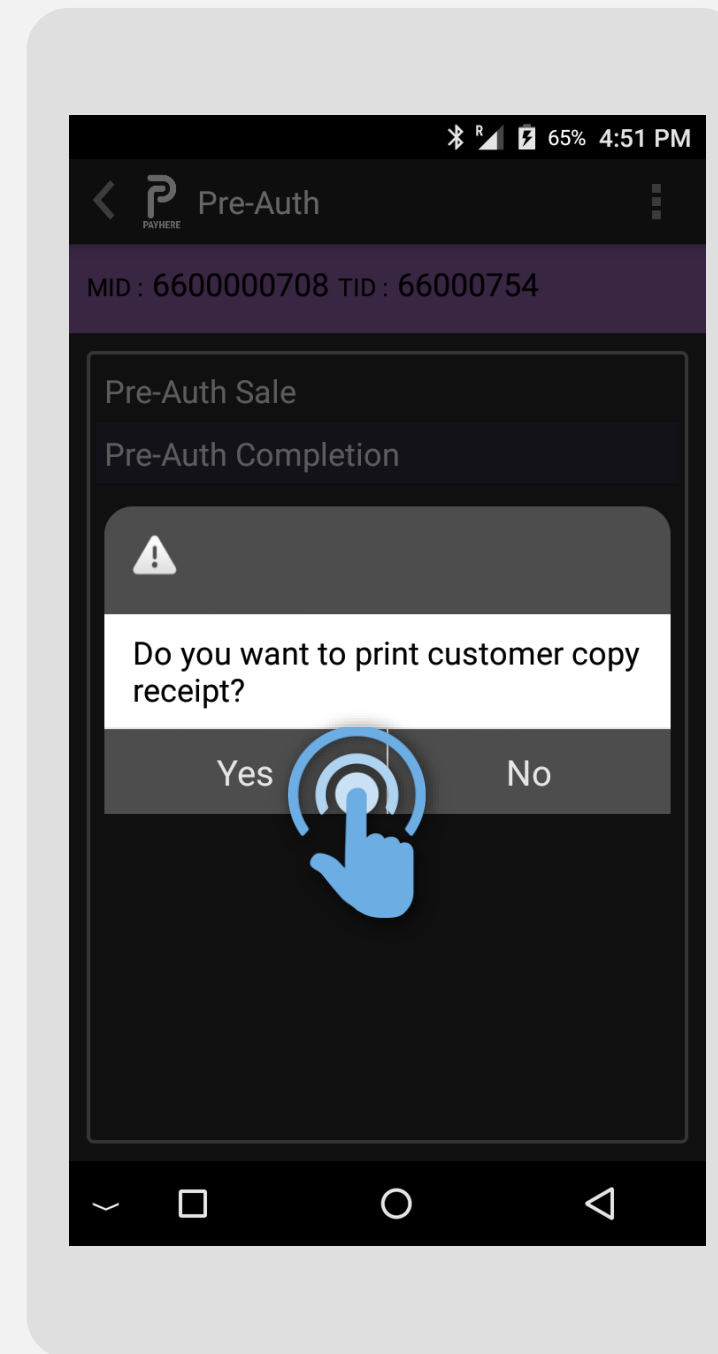 R 65% 4:51 PM
PAYHERE Pre-Auth
MID : 6600000708 TID : 66000754
Pre-Auth Sale
Pre-Auth Completion
Do you want to print customer copy
receipt?
Yes No